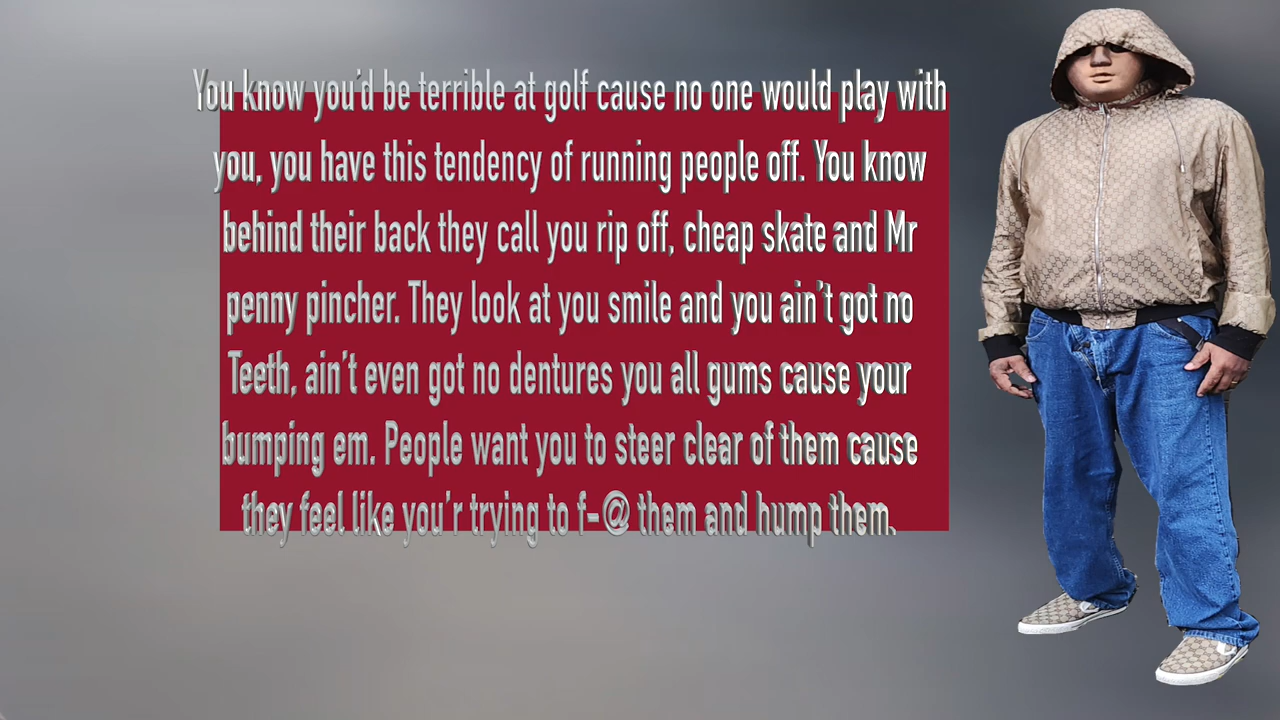 You know you'd be terrible at golf cause no one would play with
you, you have this tendency of running people off. You know
behind their back they call you rip off, cheap skate and Mr
penny pincher. They look at you smile and you ain't got no
Teeth, ain't even got no dentures you all gums cause your
bumping em. People want you to steer clear of them cause
they feel like you'r trying to f-@ them and hump them.